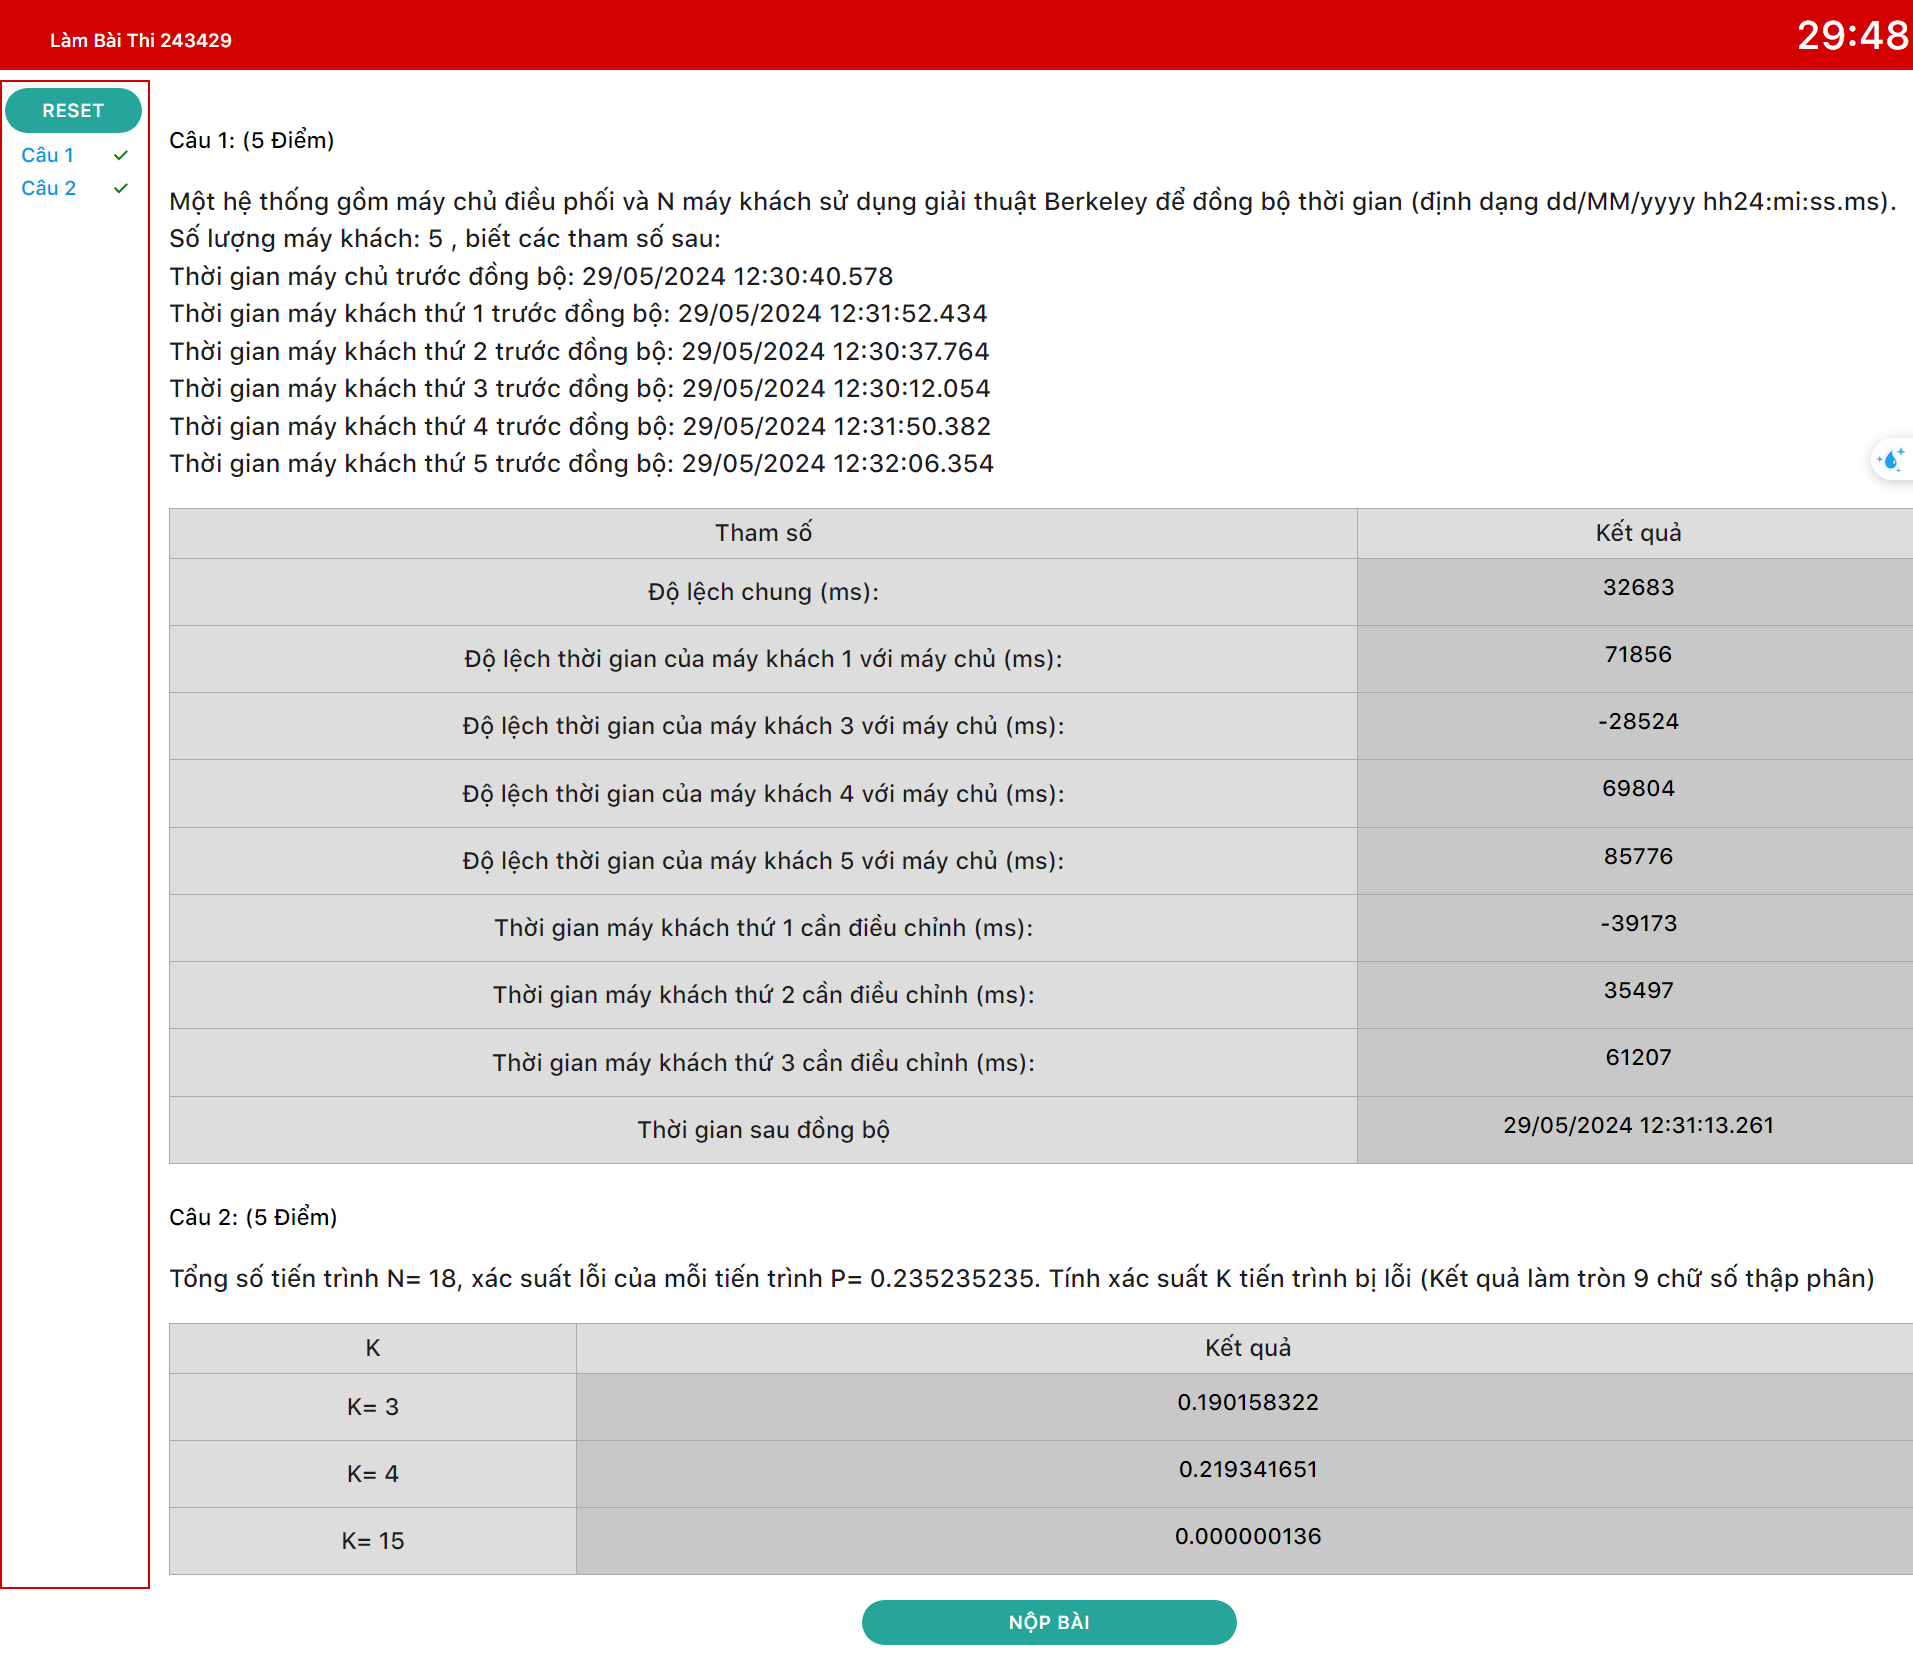 Làm Bài Thi 243429
29:48
RESET
Câu 1
Câu 2
Câu 1: (5 Điểm)
Một hệ thống gồm máy chủ điều phối và N máy khách sử dụng giải thuật Berkeley để đồng bộ thời gian (định dạng dd/MM/yyyy hh24:mi:ss.ms).
Số lượng máy khách: 5 , biết các tham số sau:
Thời gian máy chủ trước đồng bộ: 29/05/2024 12:30:40.578
Thời gian máy khách thứ 1 trước đồng bộ: 29/05/2024 12:31:52.434
Thời gian máy khách thứ 2 trước đồng bộ: 29/05/2024 12:30:37.764
Thời gian máy khách thứ 3 trước đồng bộ: 29/05/2024 12:30:12.054
Thời gian máy khách thứ 4 trước đồng bộ: 29/05/2024 12:31:50.382
Thời gian máy khách thứ 5 trước đồng bộ: 29/05/2024 12:32:06.354
Tham số Kết quả
Độ lệch chung (ms): 32683
Độ lệch thời gian của máy khách 1 với máy chủ (ms): 71856
Độ lệch thời gian của máy khách 3 với máy chủ (ms): -28524
Độ lệch thời gian của máy khách 4 với máy chủ (ms): 69804
Độ lệch thời gian của máy khách 5 với máy chủ (ms): 85776
Thời gian máy khách thứ 1 cần điều chỉnh (ms): -39173
Thời gian máy khách thứ 2 cần điều chỉnh (ms): 35497
Thời gian máy khách thứ 3 cần điều chỉnh (ms): 61207
Thời gian sau đồng bộ 29/05/2024 12:31:13.261
Câu 2: (5 Điểm)
Tổng số tiến trình N= 18, xác suất lỗi của mỗi tiến trình P= 0.235235235. Tính xác suất K tiến trình bị lỗi (Kết quả làm tròn 9 chữ số thập phân)
K Kết quả
K= 3 0.190158322
K= 4 0.219341651
K= 15 0.000000136
NỘP BÀI